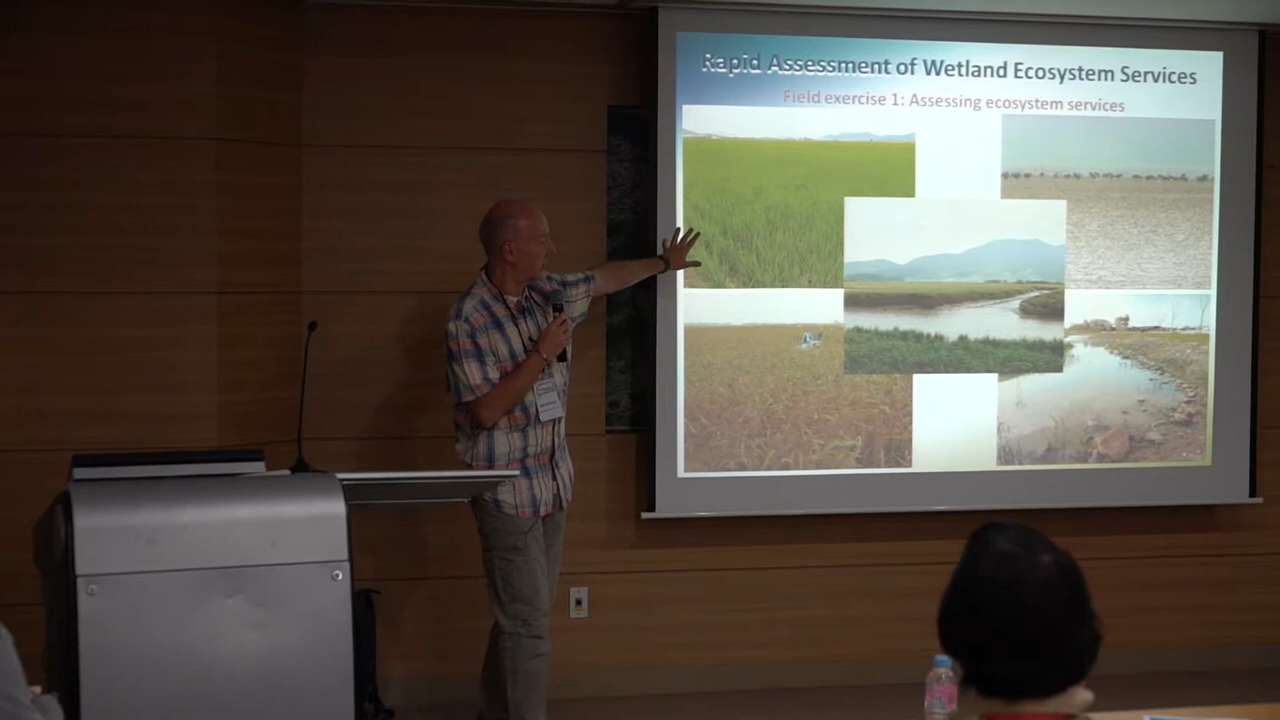 Rapid Assessment of Wetland Ecosystem Services
Field exercise 1: Assessing ecosystem services